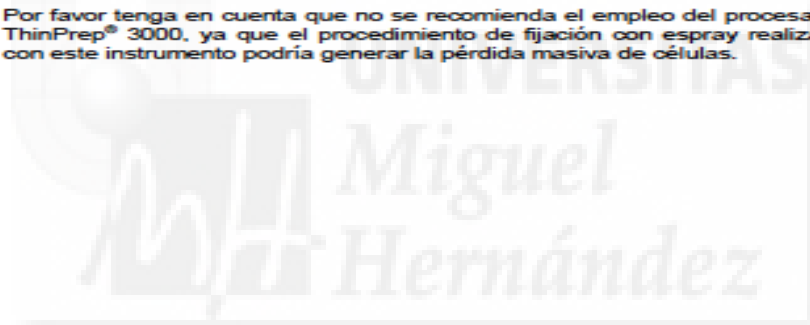 Por favor tenga en cuenta que no se recomienda el empleo del procesa
ThinPrep® 3000, ya que el procedimiento de fijación con espray realiz
con este instrumento podría generar la pérdida masiva de células.
UNIVERSITAS
Miguel
Hernández